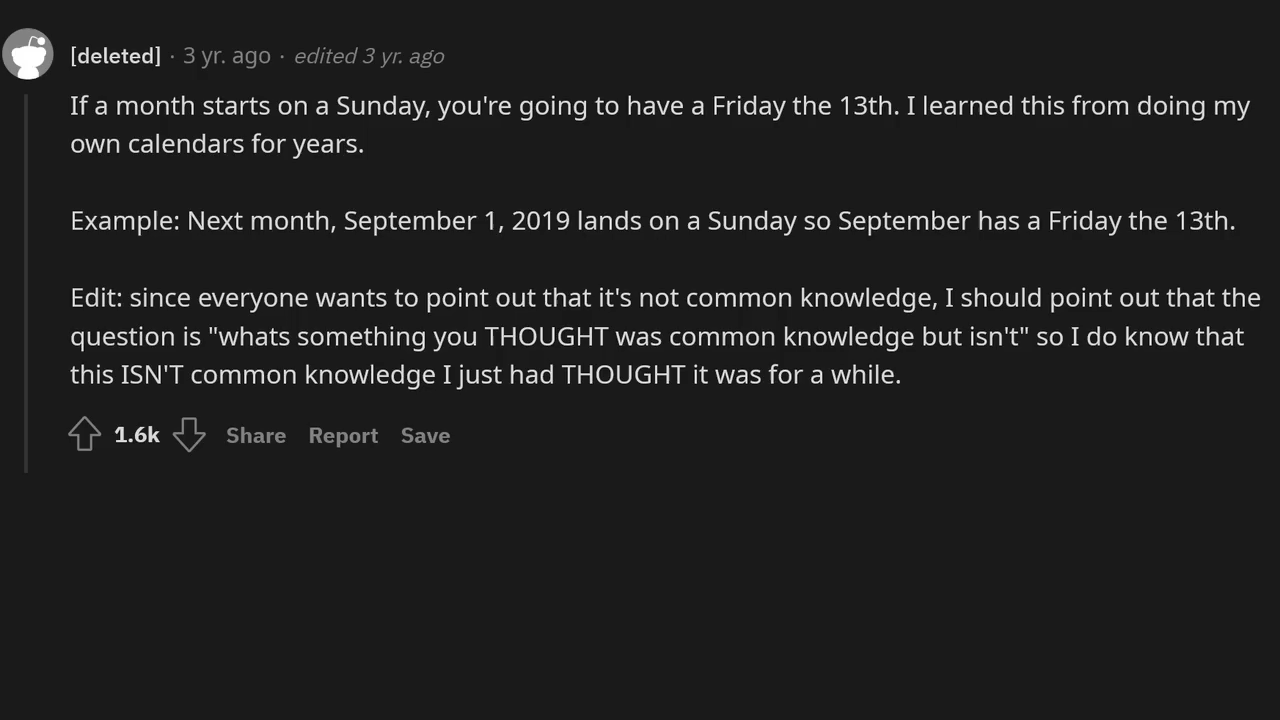 [deleted] · 3 yr. ago · edited 3 yr. ago
If a month starts on a Sunday, you're going to have a Friday the 13th. I learned this from doing my
own calendars for years.
Example: Next month, September 1, 2019 lands on a Sunday so September has a Friday the 13th.
Edit: since everyone wants to point out that it's not common knowledge, I should point out that the
question is "whats something you THOUGHT was common knowledge but isn't" so I do know that
this ISN'T common knowledge I just had THOUGHT it was for a while.
1.6k Share Report Save